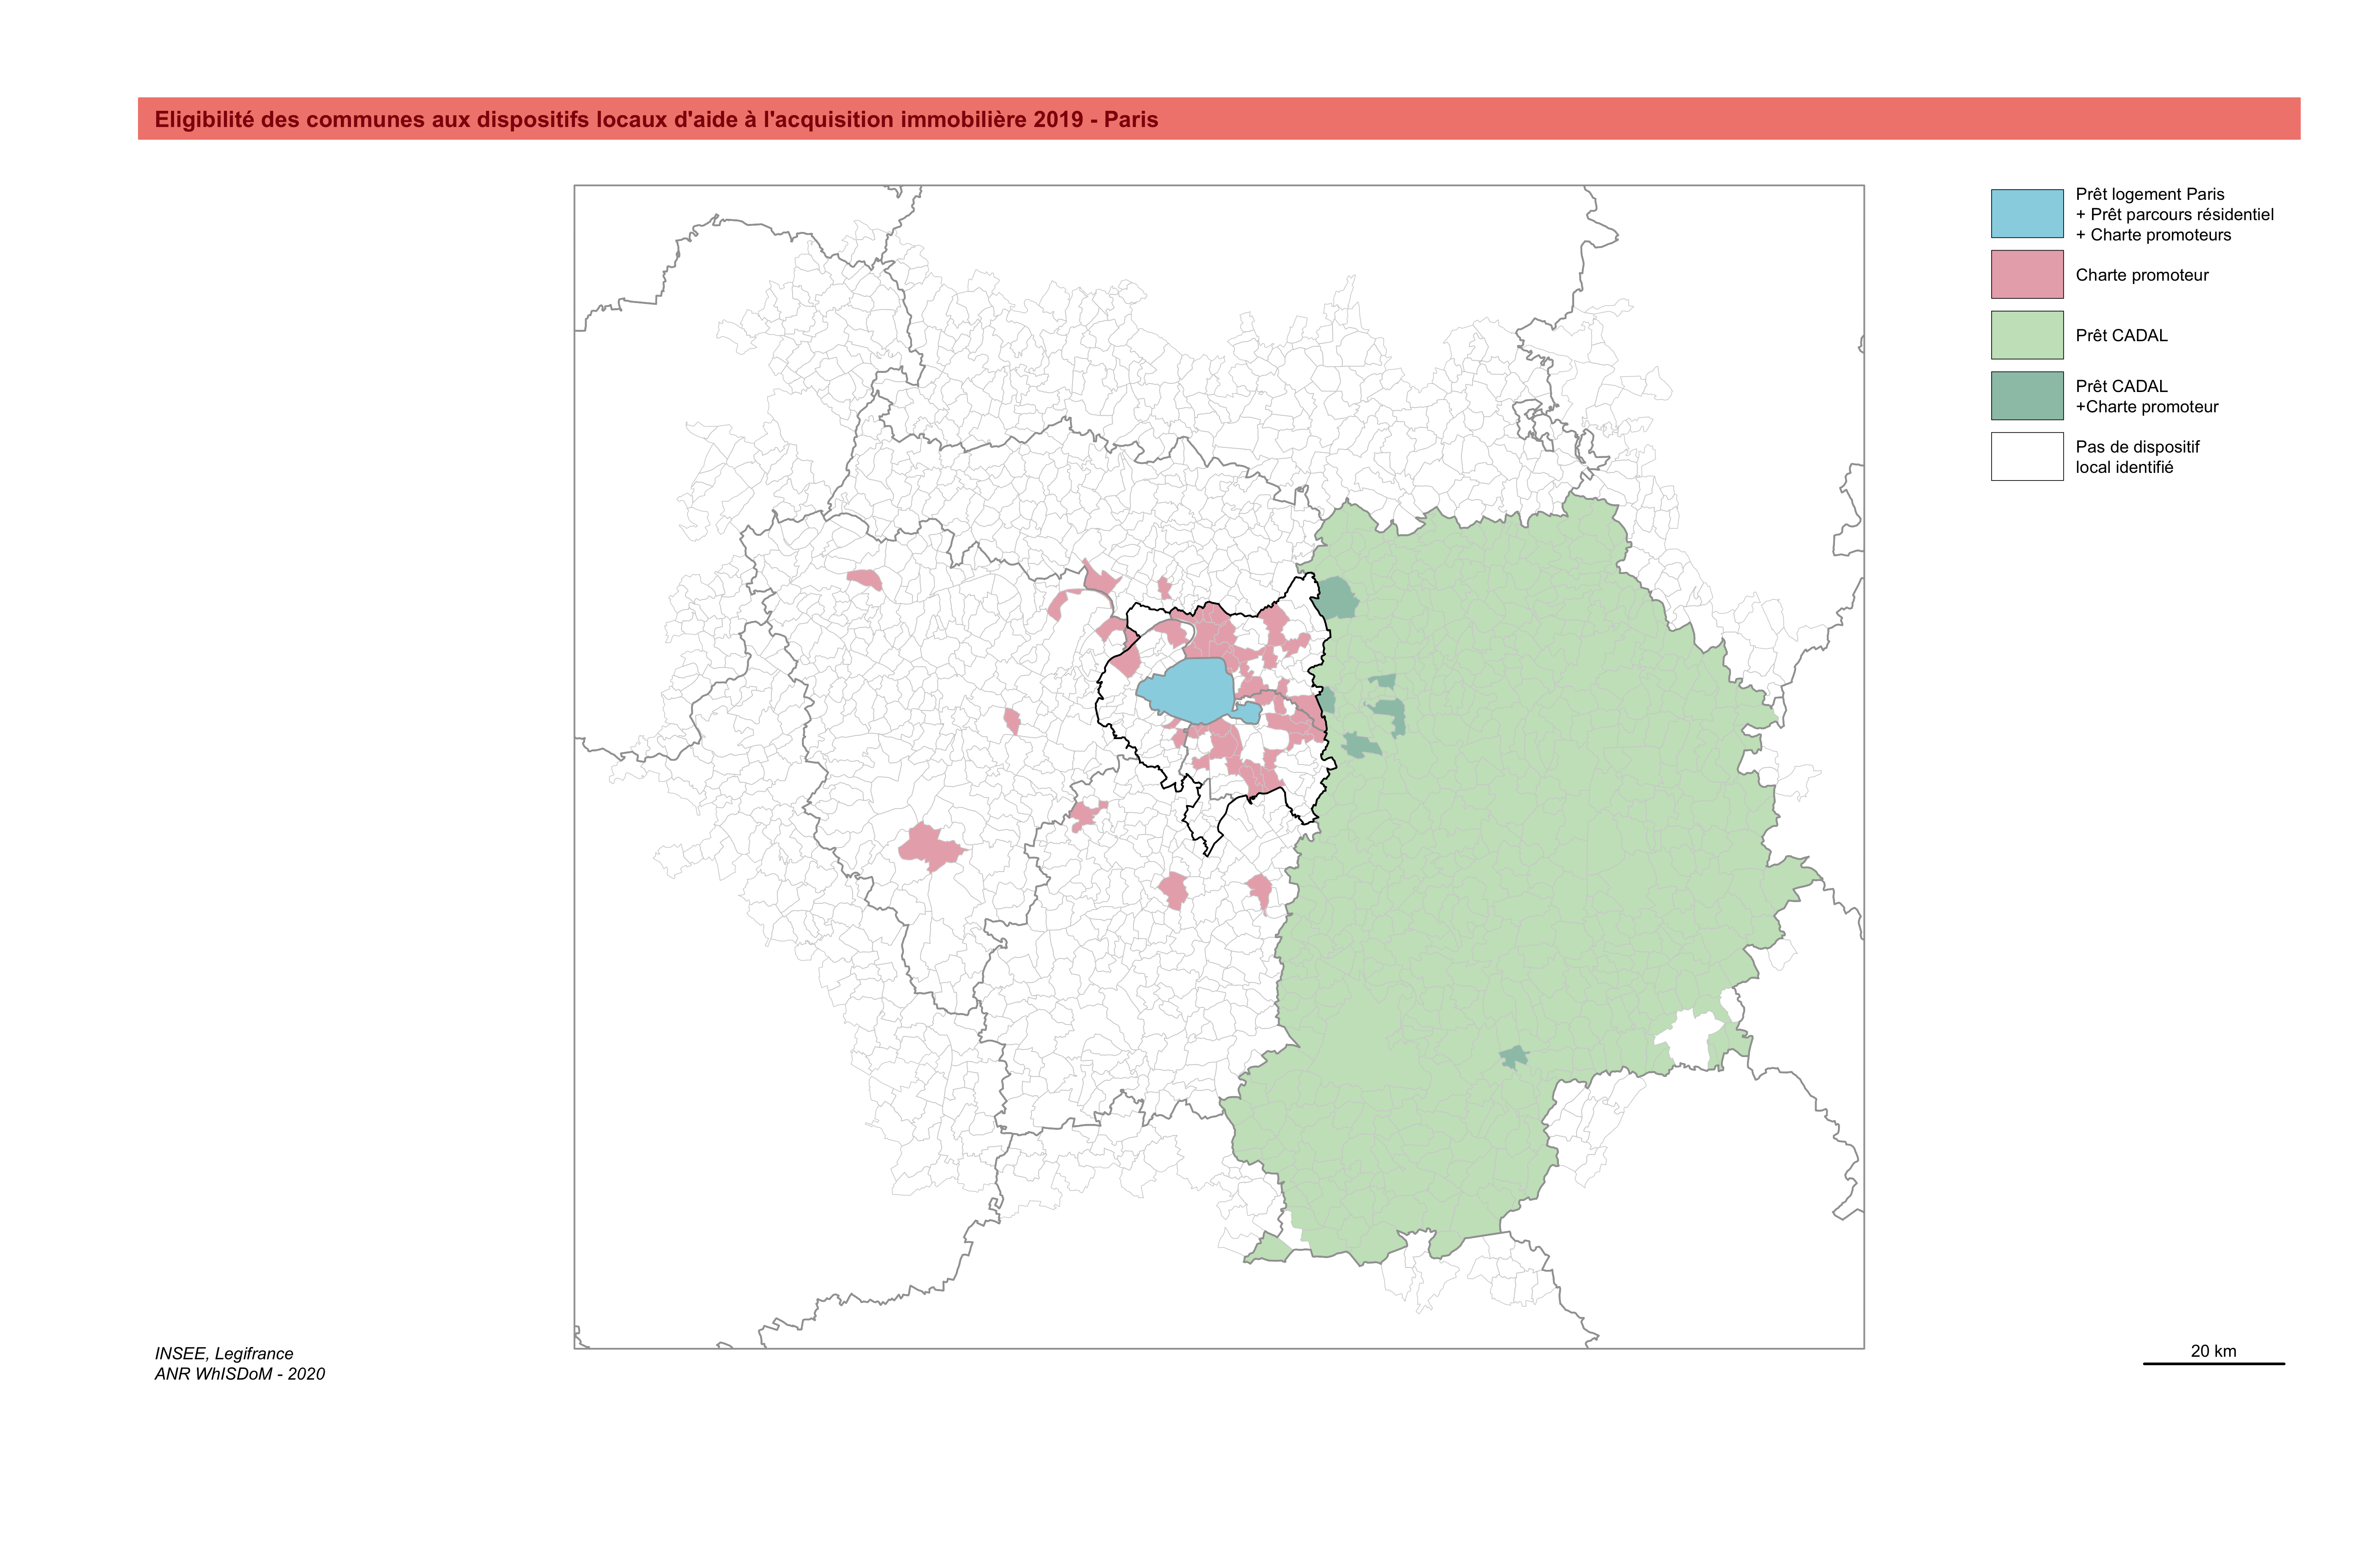 Eligibilité des communes aux dispositifs locaux d'aide à l'acquisition immobilière 2019 - Paris
Prêt logement Paris
+ Prêt parcours résidentiel
+ Charte promoteurs
Charte promoteur
Prêt CADAL
Prêt CADAL
+Charte promoteur
Pas de dispositif
local identifié
INSEE, Legifrance
ANR WhISDoM - 2020
20 km